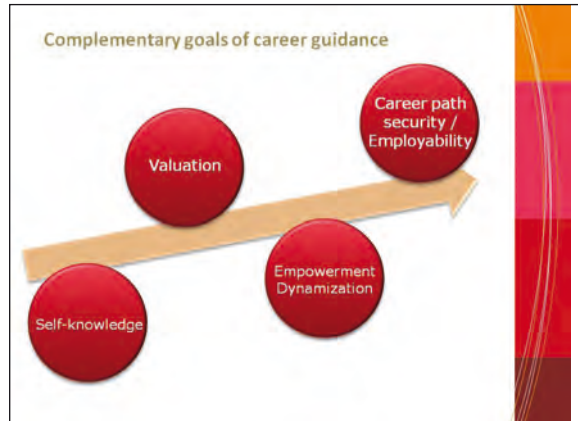 Complementary goals of career guidance
Career path
security /
Employability
Valuation
Empowerment
Dynamization
Self-knowledge